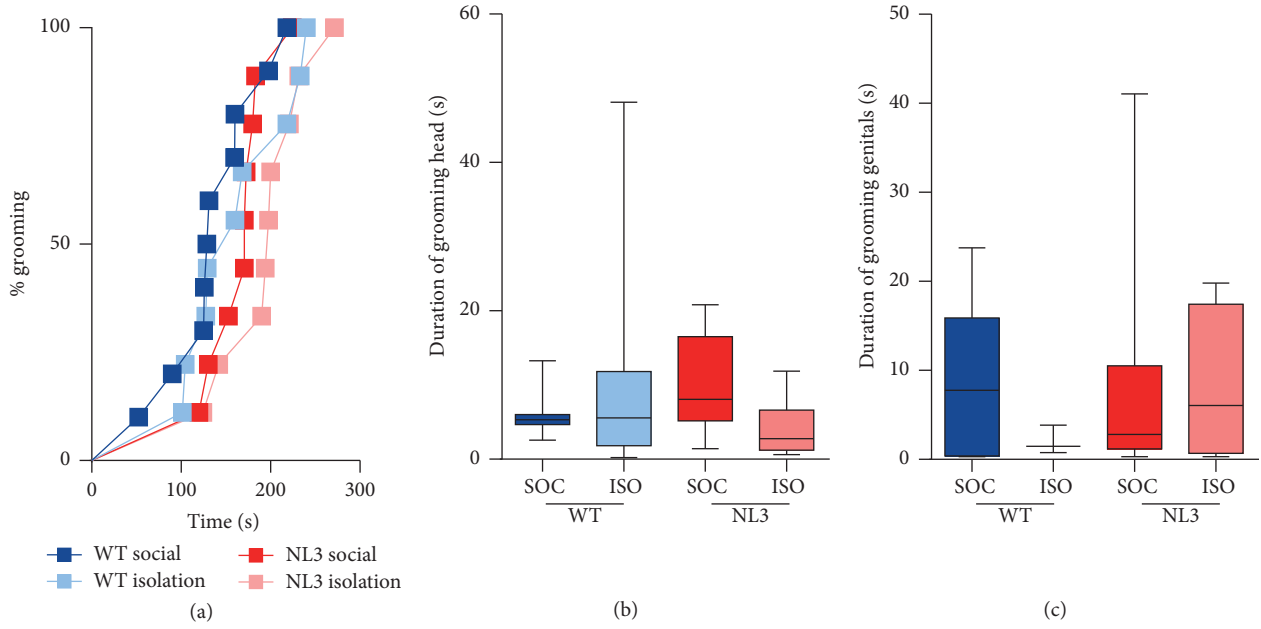 % grooming
100
50
0
0
100
200
300
Time (s)
WT social
NL3 social
WT isolation
NL3 isolation
(a)
Duration of grooming head (s)
60
40
20
0
SOC
ISO
SOC
ISO
WT
NL3
(b)
Duration of grooming genitals (s)
50
40
30
20
10
0
SOC
ISO
SOC
ISO
WT
NL3
(c)